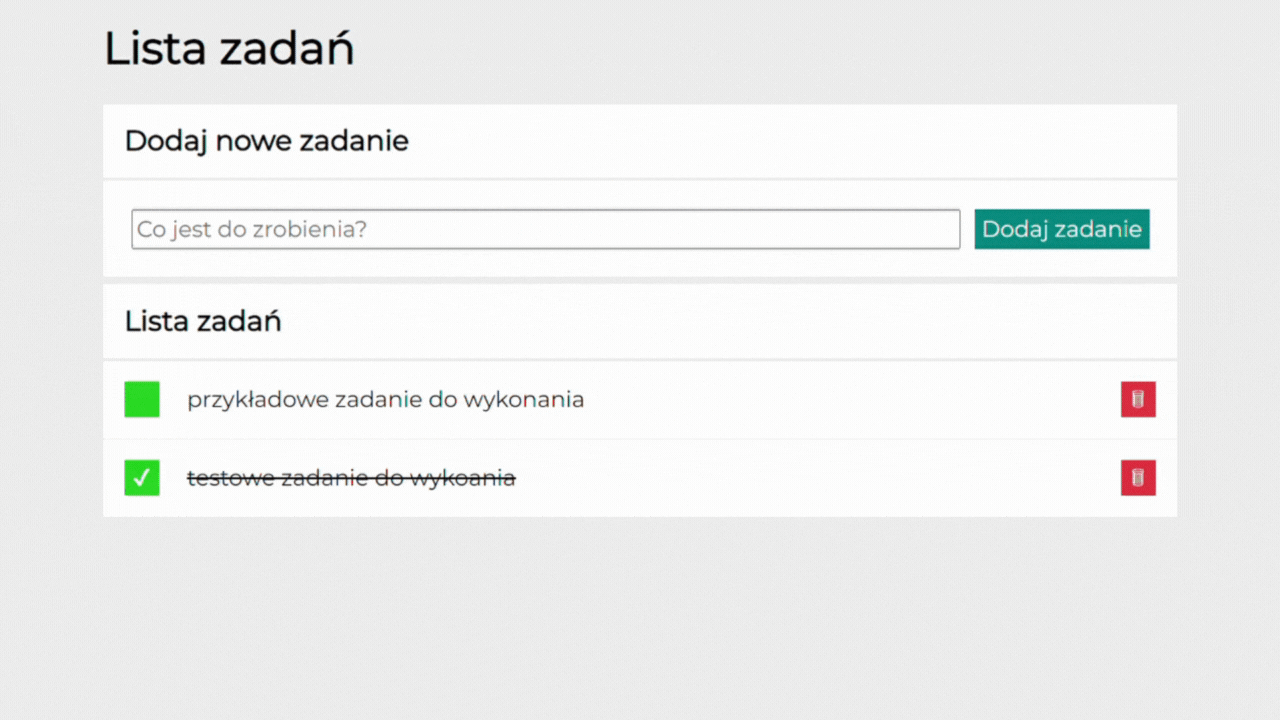 Lista zadań
Dodaj nowe zadanie
Co jest do zrobienia?
Dodaj zadanie
Lista zadań
przykładowe zadanie do wykonania
testowe zadanie do wykoania